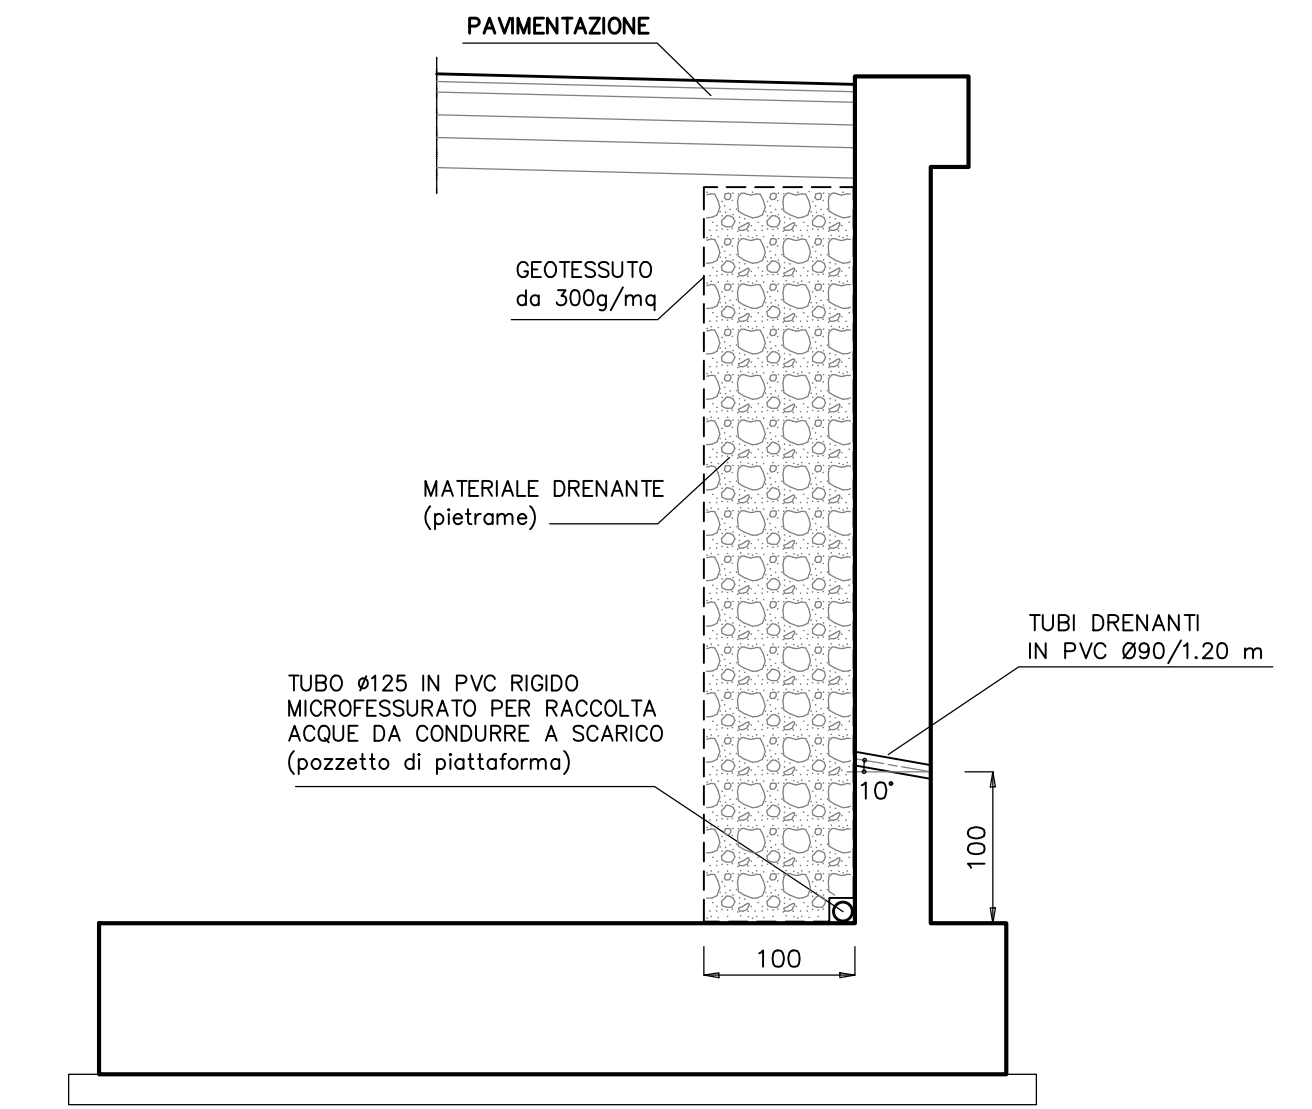 PAVIMENTAZIONE
GEOTESSUTO
da 300g/mq
MATERIALE DRENANTE
(pietrame)
TUBI DRENANTI
IN PVC Ø90/1.20 m
TUBO ø125 IN PVC RIGIDO
MICROFESSURATO PER RACCOLTA
ACQUE DA CONDURRE A SCARICO
(pozzetto di piattaforma)
10°
100
100